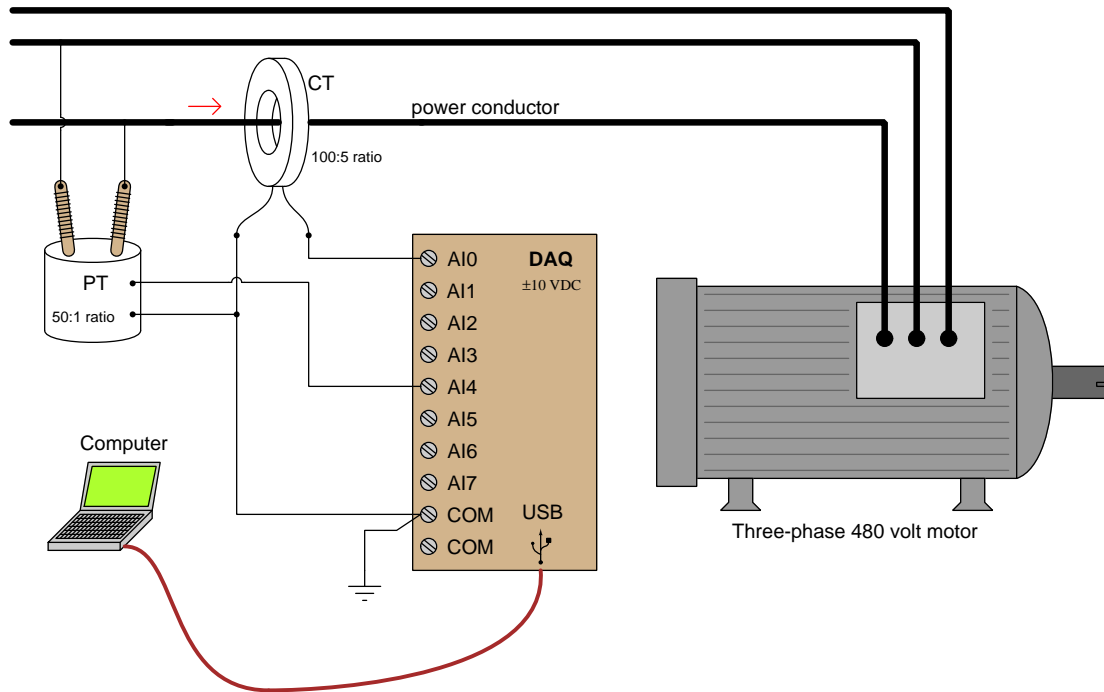 CT
power conductor
100:5 ratio
PT
50:1 ratio
AI0
DAQ
±10 VDC
AI1
AI2
AI3
AI4
AI5
AI6
AI7
COM
USB
COM
Computer
Three-phase 480 volt motor